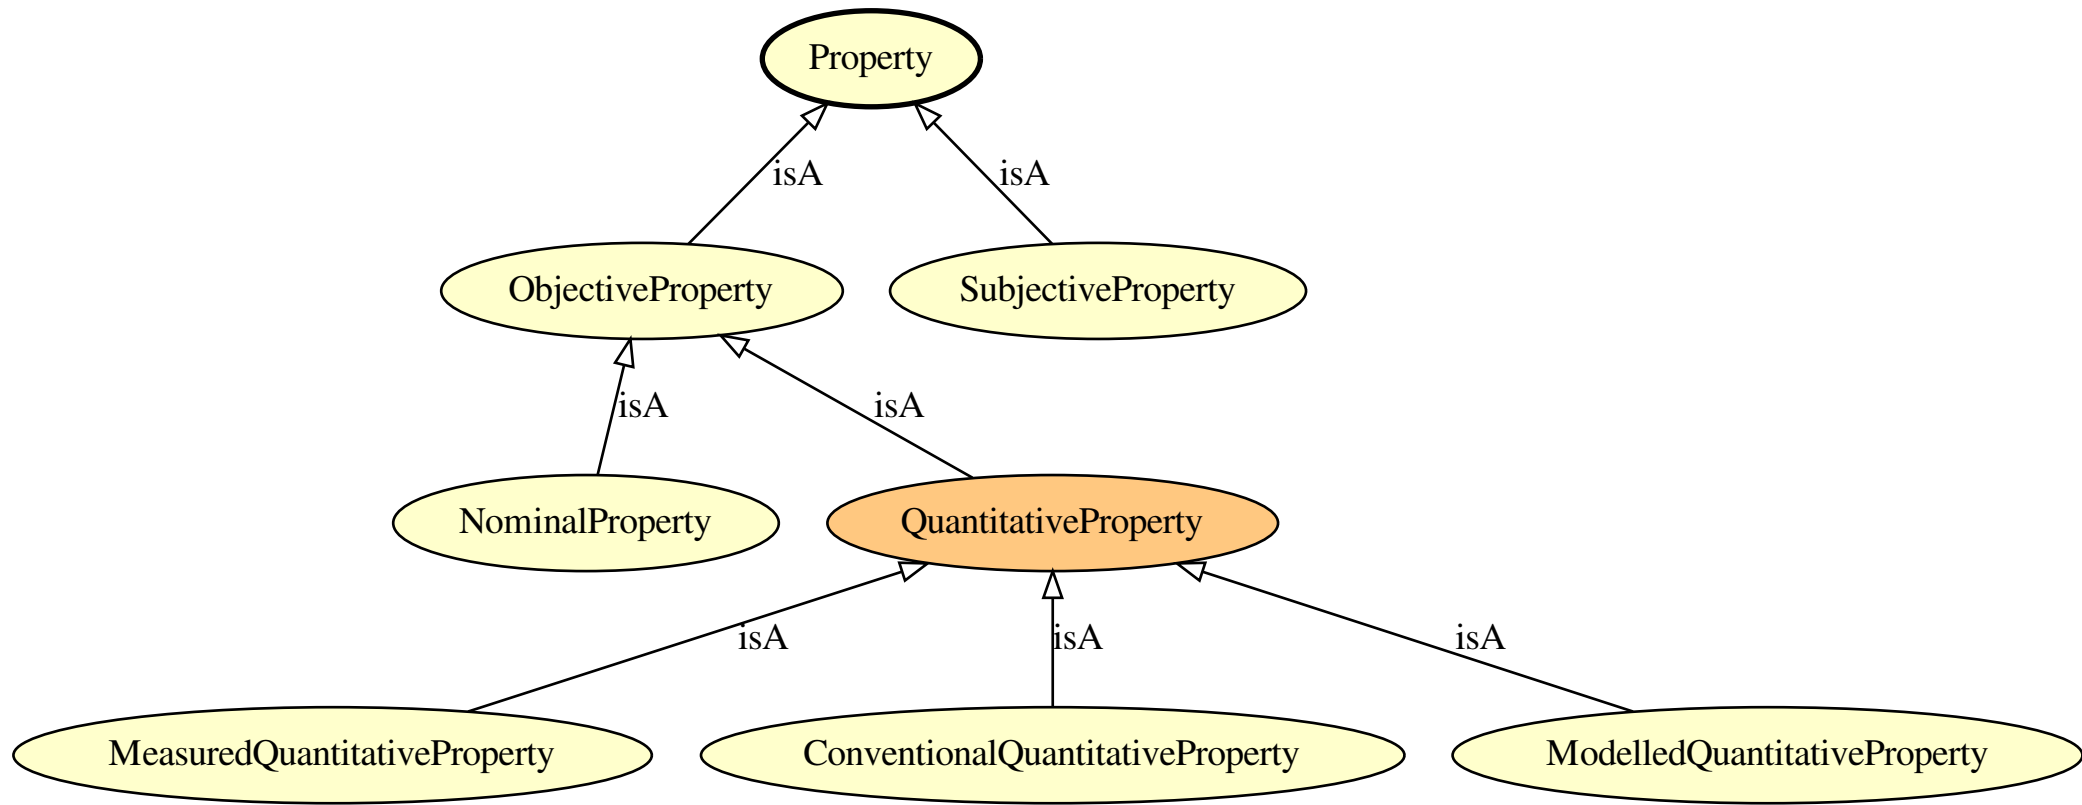 Property
isA
isA
ObjectiveProperty
SubjectiveProperty
isA
isA
NominalProperty
QuantitativeProperty
isA
isA
isA
MeasuredQuantitativeProperty
ConventionalQuantitativeProperty
ModelledQuantitativeProperty